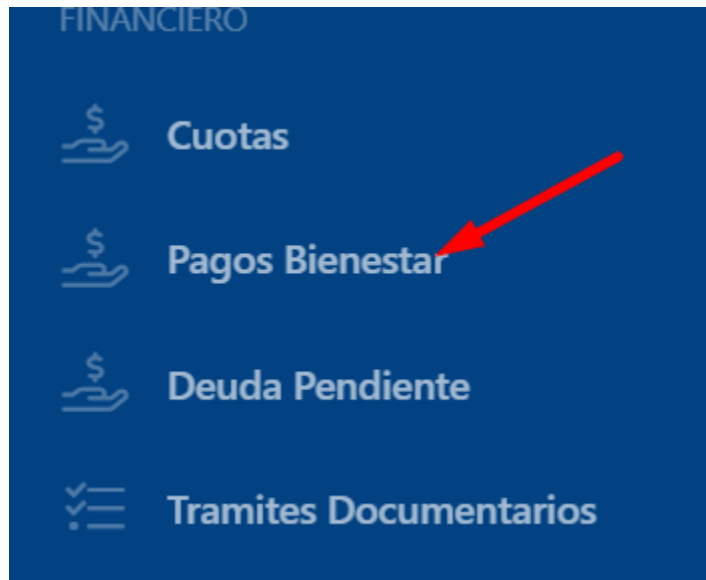 FINANCIERO
Cuotas
Pagos Bienestar
Deuda Pendiente
Tramites Documentarios